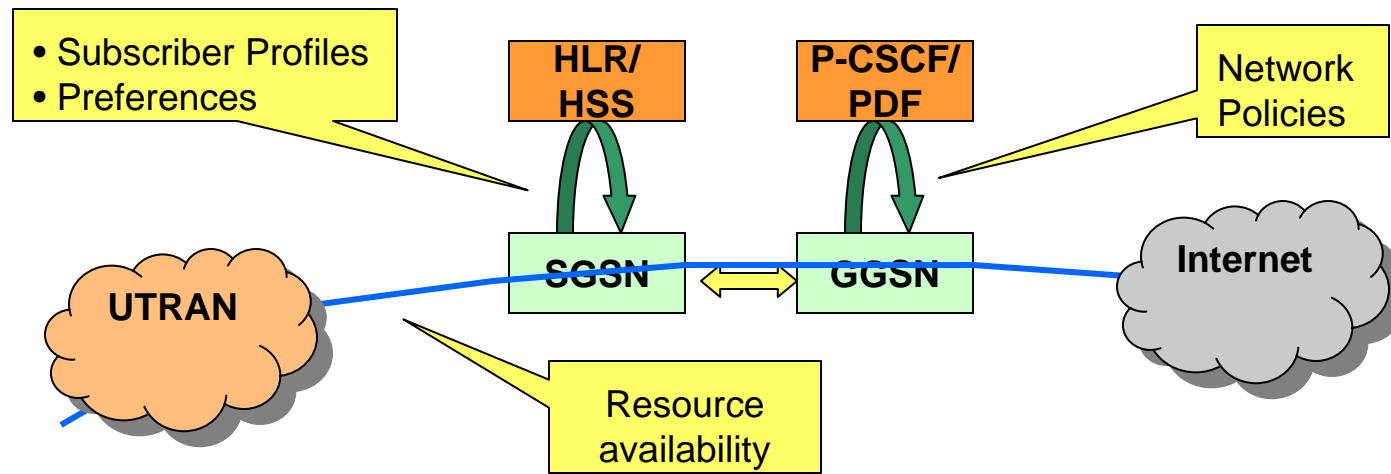 • Subscriber Profiles
• Preferences
HLR/
HSS
P-CSCF/
PDF
Network
Policies
SGSN
GGSN
Internet
UTRAN
Resource
availability